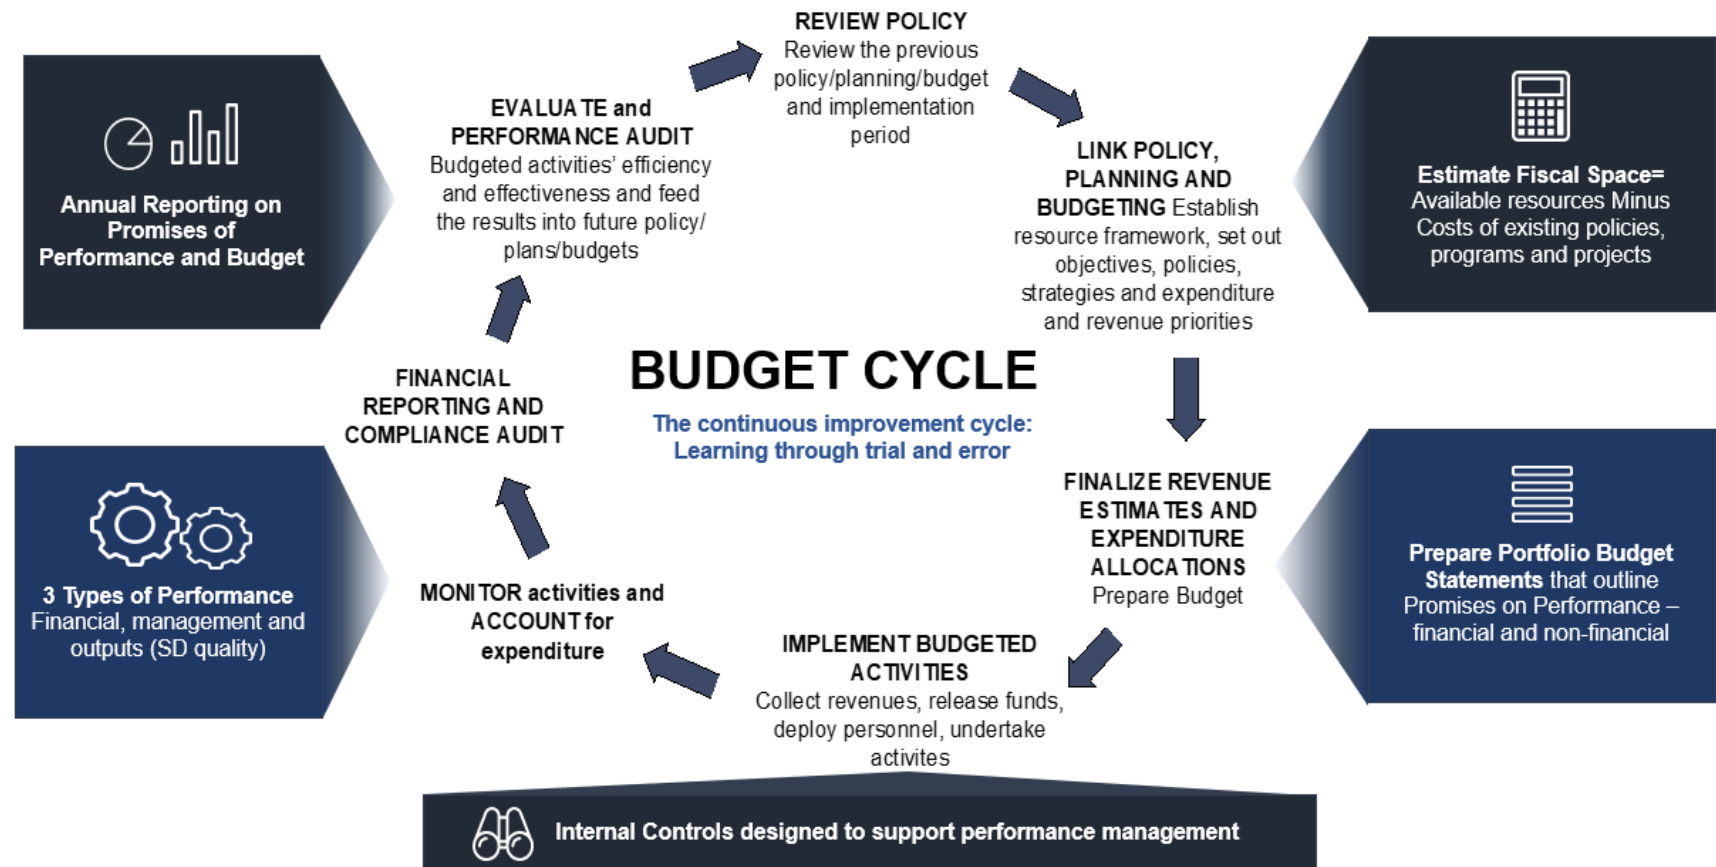 REVIEW POLICY
Review the previous
policy/planning/budget
and implementation
period
LINK POLICY,
PLANNING AND
BUDGETING Establish
resource framework, set out
objectives, policies,
strategies and expenditure
and revenue priorities
Estimate Fiscal Space=
Available resources Minus
Costs of existing policies,
programs and projects
FINALIZE REVENUE
ESTIMATES AND
EXPENDITURE
ALLOCATIONS
Prepare Budget
Prepare Portfolio Budget
Statements that outline
Promises on Performance –
financial and non-financial
IMPLEMENT BUDGETED
ACTIVITIES
Collect revenues, release funds,
deploy personnel, undertake
activites
Internal Controls designed to support performance management
MONITOR activities and
ACCOUNT for
expenditure
3 Types of Performance
Financial, management and
outputs (SD quality)
FINANCIAL
REPORTING AND
COMPLIANCE AUDIT
EVALUATE and
PERFORMANCE AUDIT
Budgeted activities’ efficiency
and effectiveness and feed
the results into future policy/
plans/budgets
Annual Reporting on
Promises of
Performance and Budget
BUDGET CYCLE
The continuous improvement cycle:
Learning through trial and error